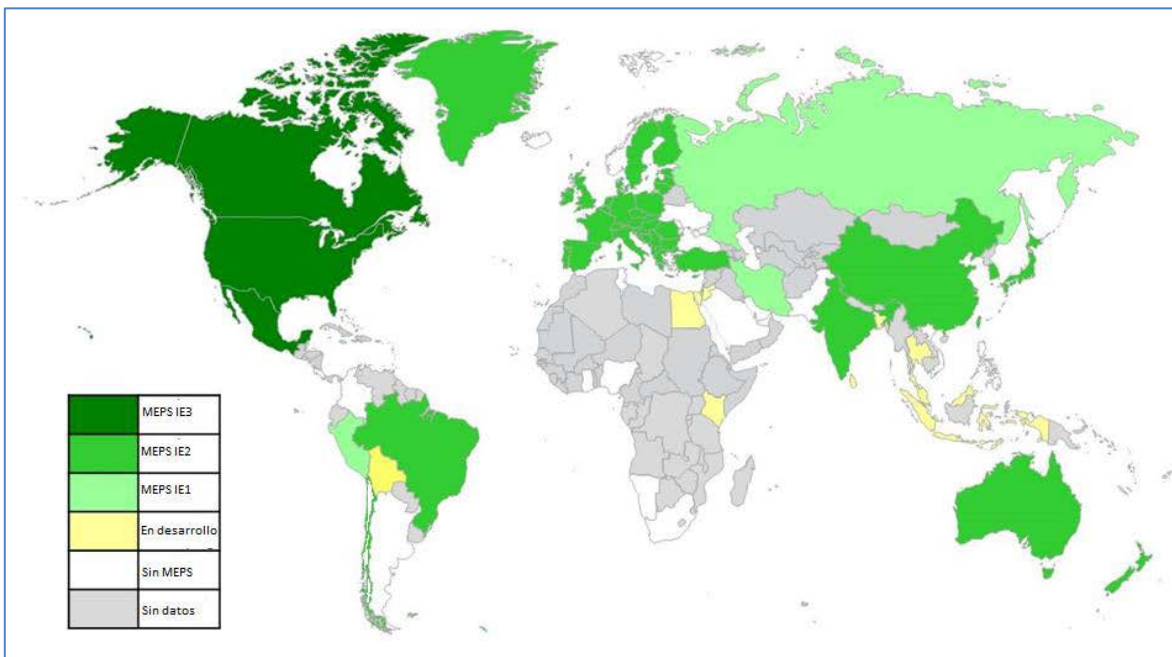 MEPS IE3
MEPS IE2
MEPS IE1
En desarrollo
Sin MEPS
Sin datos